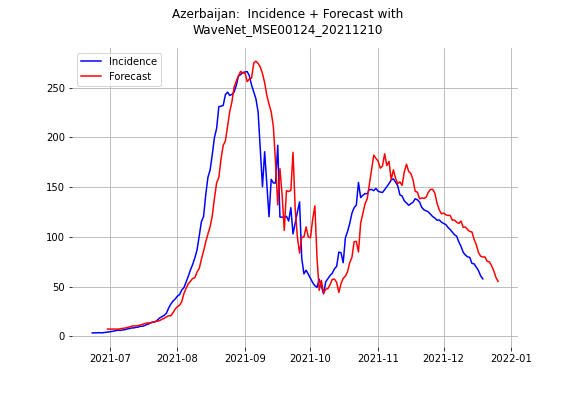 Azerbaijan:  Incidence + Forecast with
WaveNet_MSE00124_20211210
Incidence
Forecast
250
200
150
100
50
0
2021-07 2021-08 2021-09 2021-10 2021-11 2021-12 2022-01